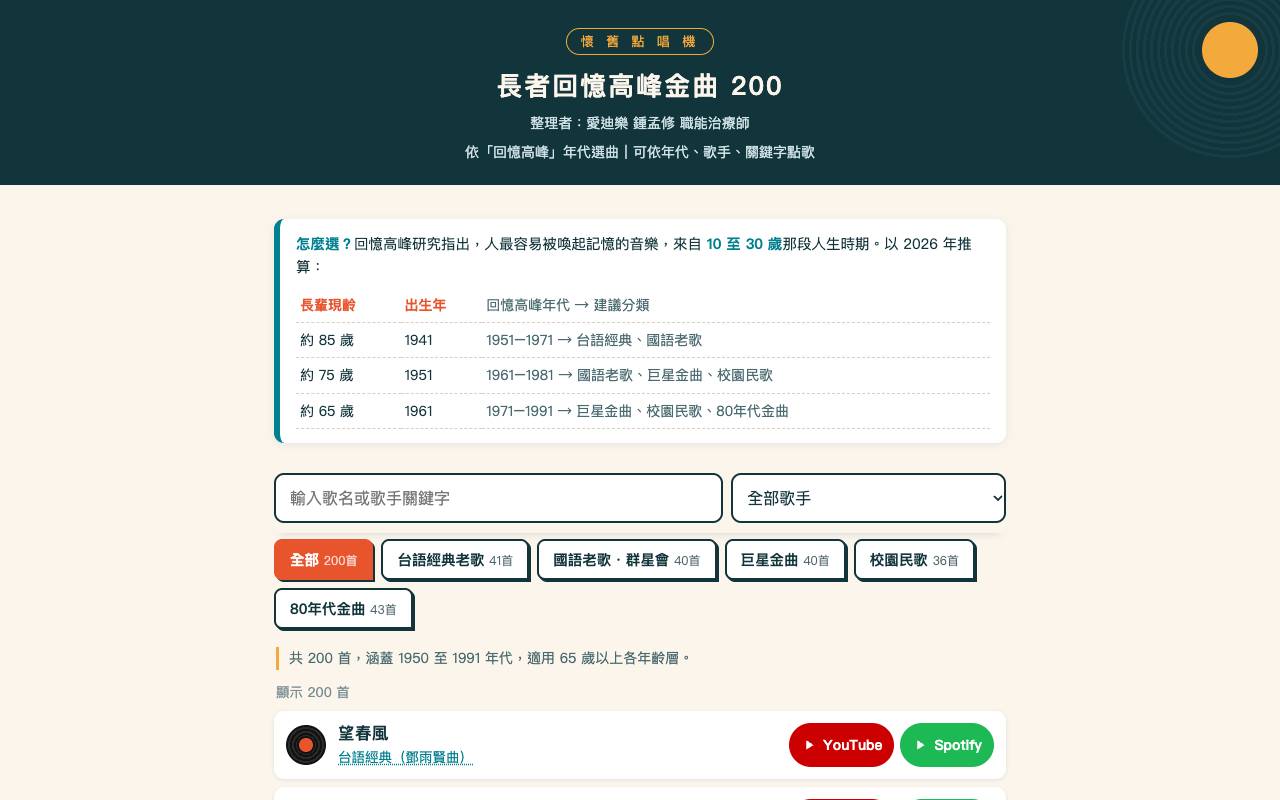 懷舊點唱機
長者回憶高峰金曲 200
整理者：愛迪樂 鍾孟修 職能治療師
依「回憶高峰」年代選曲｜可依年代、歌手、關鍵字點歌
怎麼選？回憶高峰研究指出，人最容易被喚起記憶的音樂，來自 10 至 30 歲那段人生時期。以 2026 年推
算：
長輩現齡 出生年 回憶高峰年代 → 建議分類
約 85 歲 1941 1951–1971 → 台語經典、國語老歌
約 75 歲 1951 1961–1981 → 國語老歌、巨星金曲、校園民歌
約 65 歲 1961 1971–1991 → 巨星金曲、校園民歌、80年代金曲
輸入歌名或歌手關鍵字 全部歌手
全部 200首 台語經典老歌 41首 國語老歌・群星會 40首 巨星金曲 40首 校園民歌 36首
80年代金曲 43首
共 200 首，涵蓋 1950 至 1991 年代，適用 65 歲以上各年齡層。
顯示 200 首
望春風
台語經典（鄧雨賢曲）
▶ YouTube ▶ Spotify